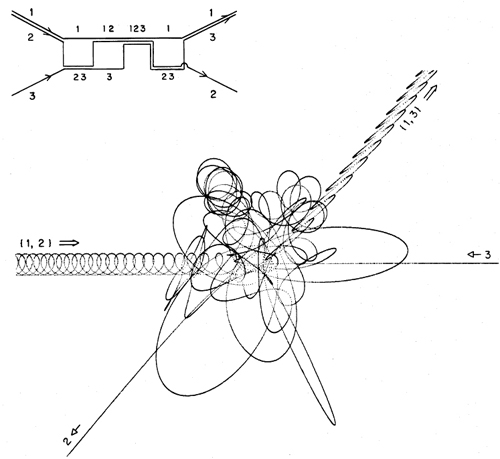 1 1
1 12 123 1
2 3
23 3 23
3 2
(1,3) ⇒
(1, 2) ⇒
← 3
2 ←